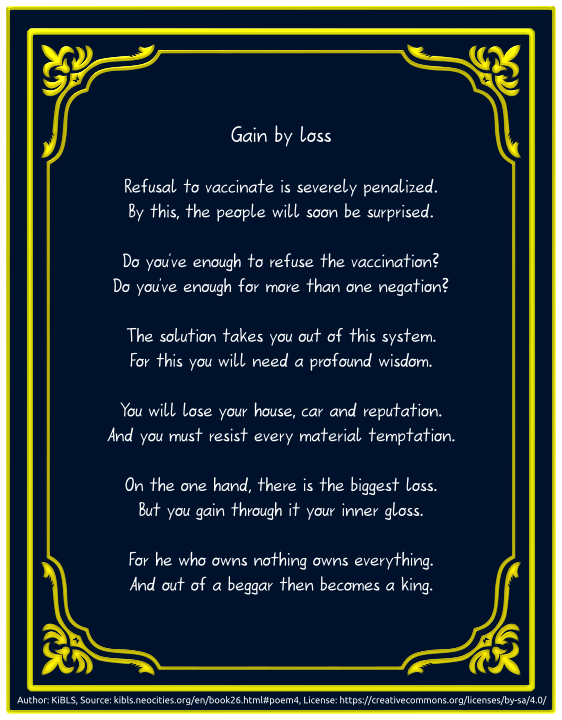 Gain by loss
Refusal to vaccinate is severely penalized.
By this, the people will soon be surprised.
Do you've enough to refuse the vaccination?
Do you've enough for more than one negation?
The solution takes you out of this system.
For this you will need a profound wisdom.
You will lose your house, car and reputation.
And you must resist every material temptation.
On the one hand, there is the biggest loss.
But you gain through it your inner gloss.
For he who owns nothing owns everything.
And out of a beggar then becomes a king.
Author: KiBLS, Source: kibls.neocities.org/en/book26.html#poem4, License: https://creativecommons.org/licenses/by-sa/4.0/